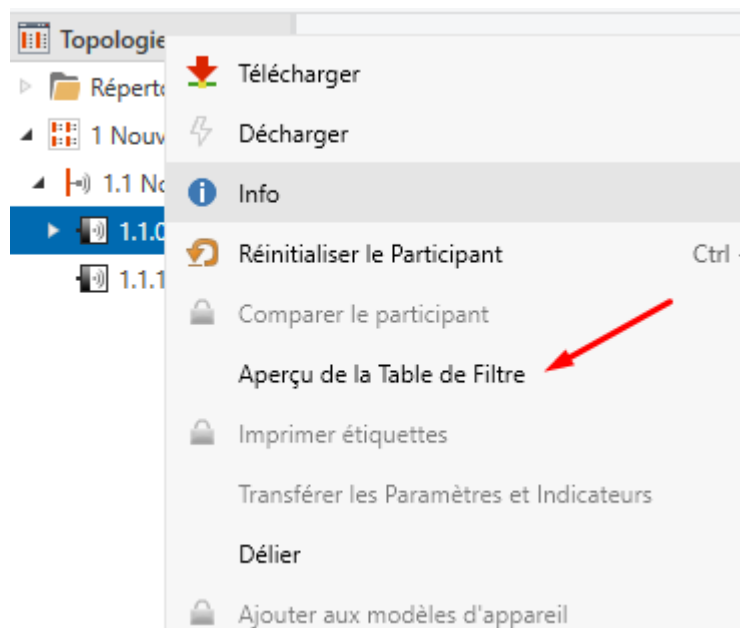 Topologie
Télécharger
Répert
Décharger
1 Nouv
Info
1.1 No
Réinitialiser le Participant Ctrl
1.1.0
Comparer le participant
1.1.1
Aperçu de la Table de Filtre
Imprimer étiquettes
Transférer les Paramètres et Indicateurs
Délier
Ajouter aux modèles d'appareil